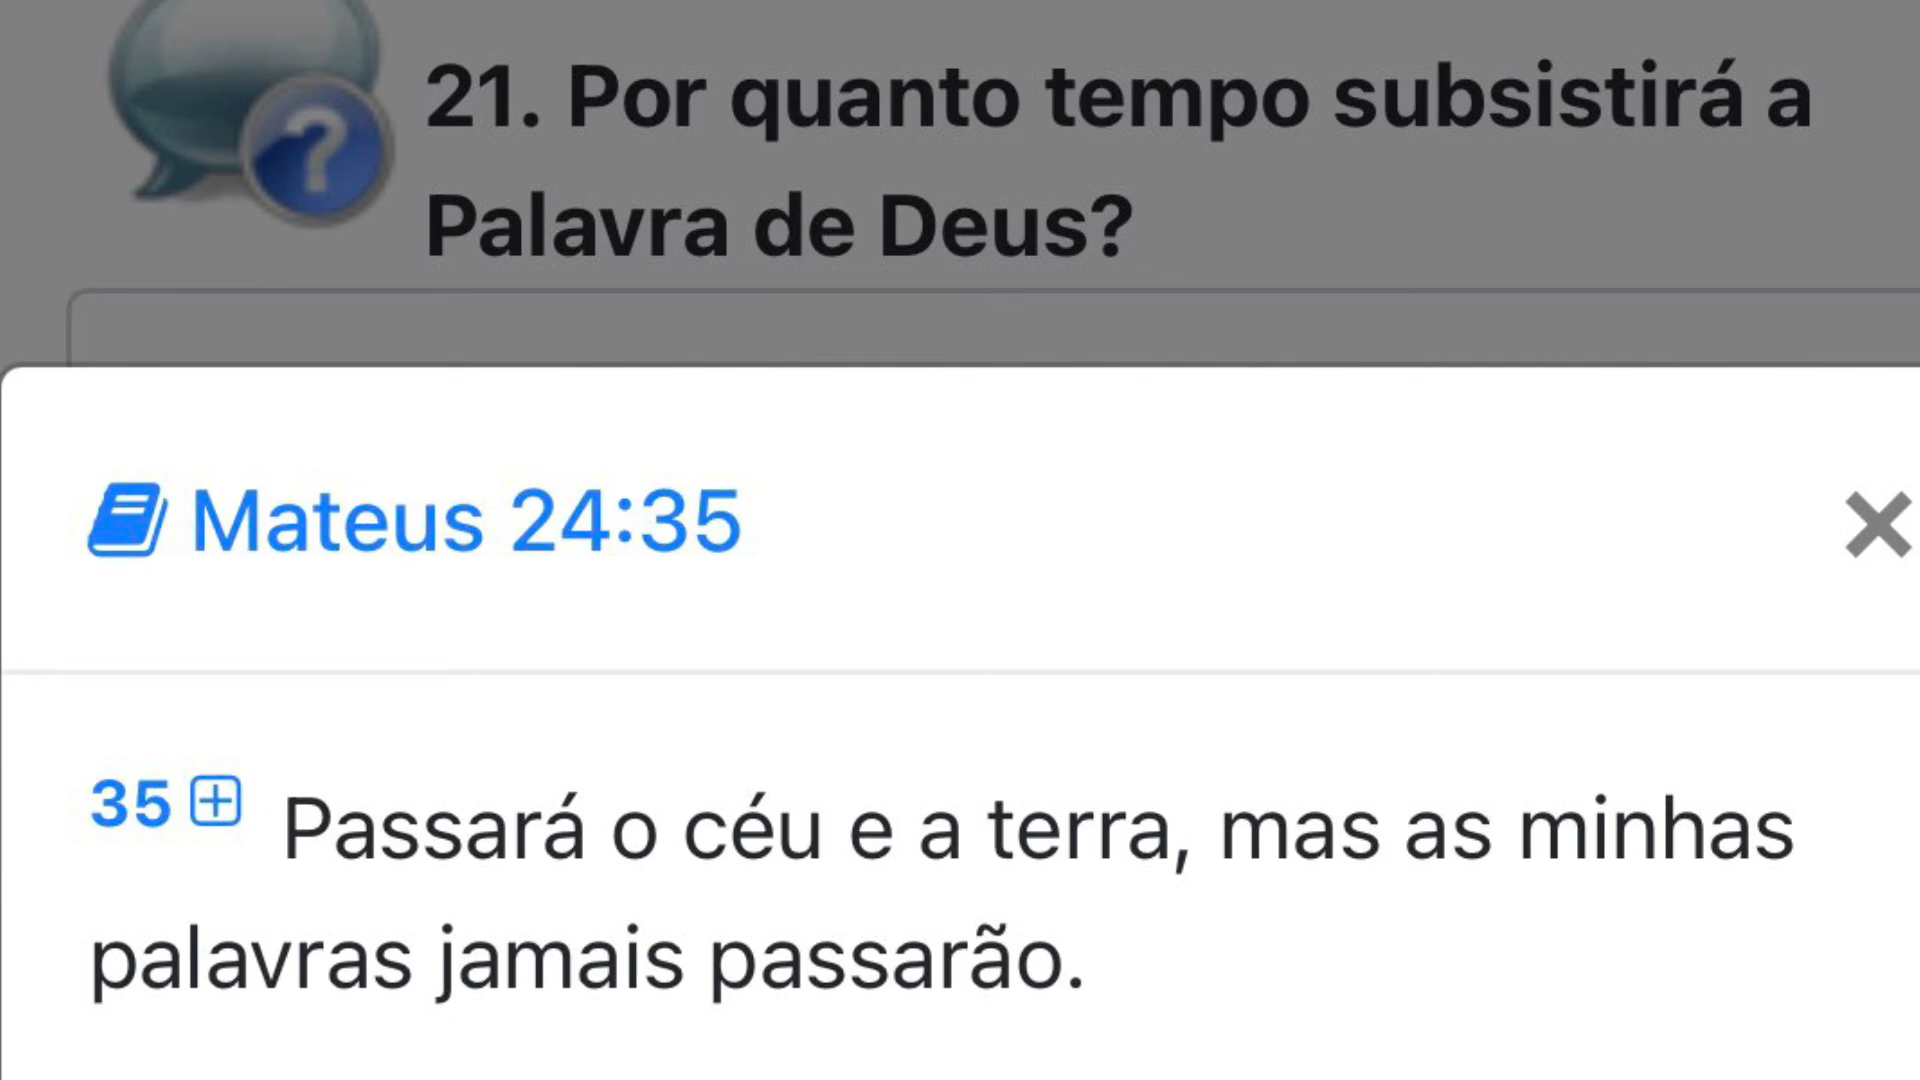 21. Por quanto tempo subsistirá a
Palavra de Deus?
Mateus 24:35
35 Passará o céu e a terra, mas as minhas
palavras jamais passarão.